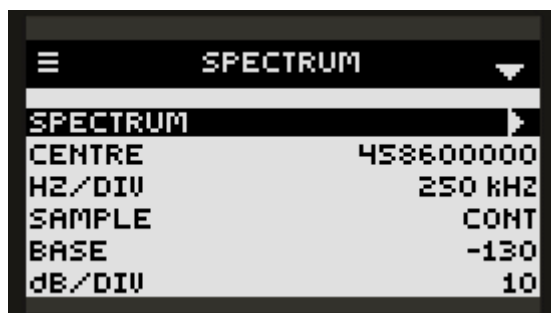 SPECTRUM
SPECTRUM
CENTRE 458600000
HZ/DIV 250 kHZ
SAMPLE CONT
BASE -130
dB/DIV 10